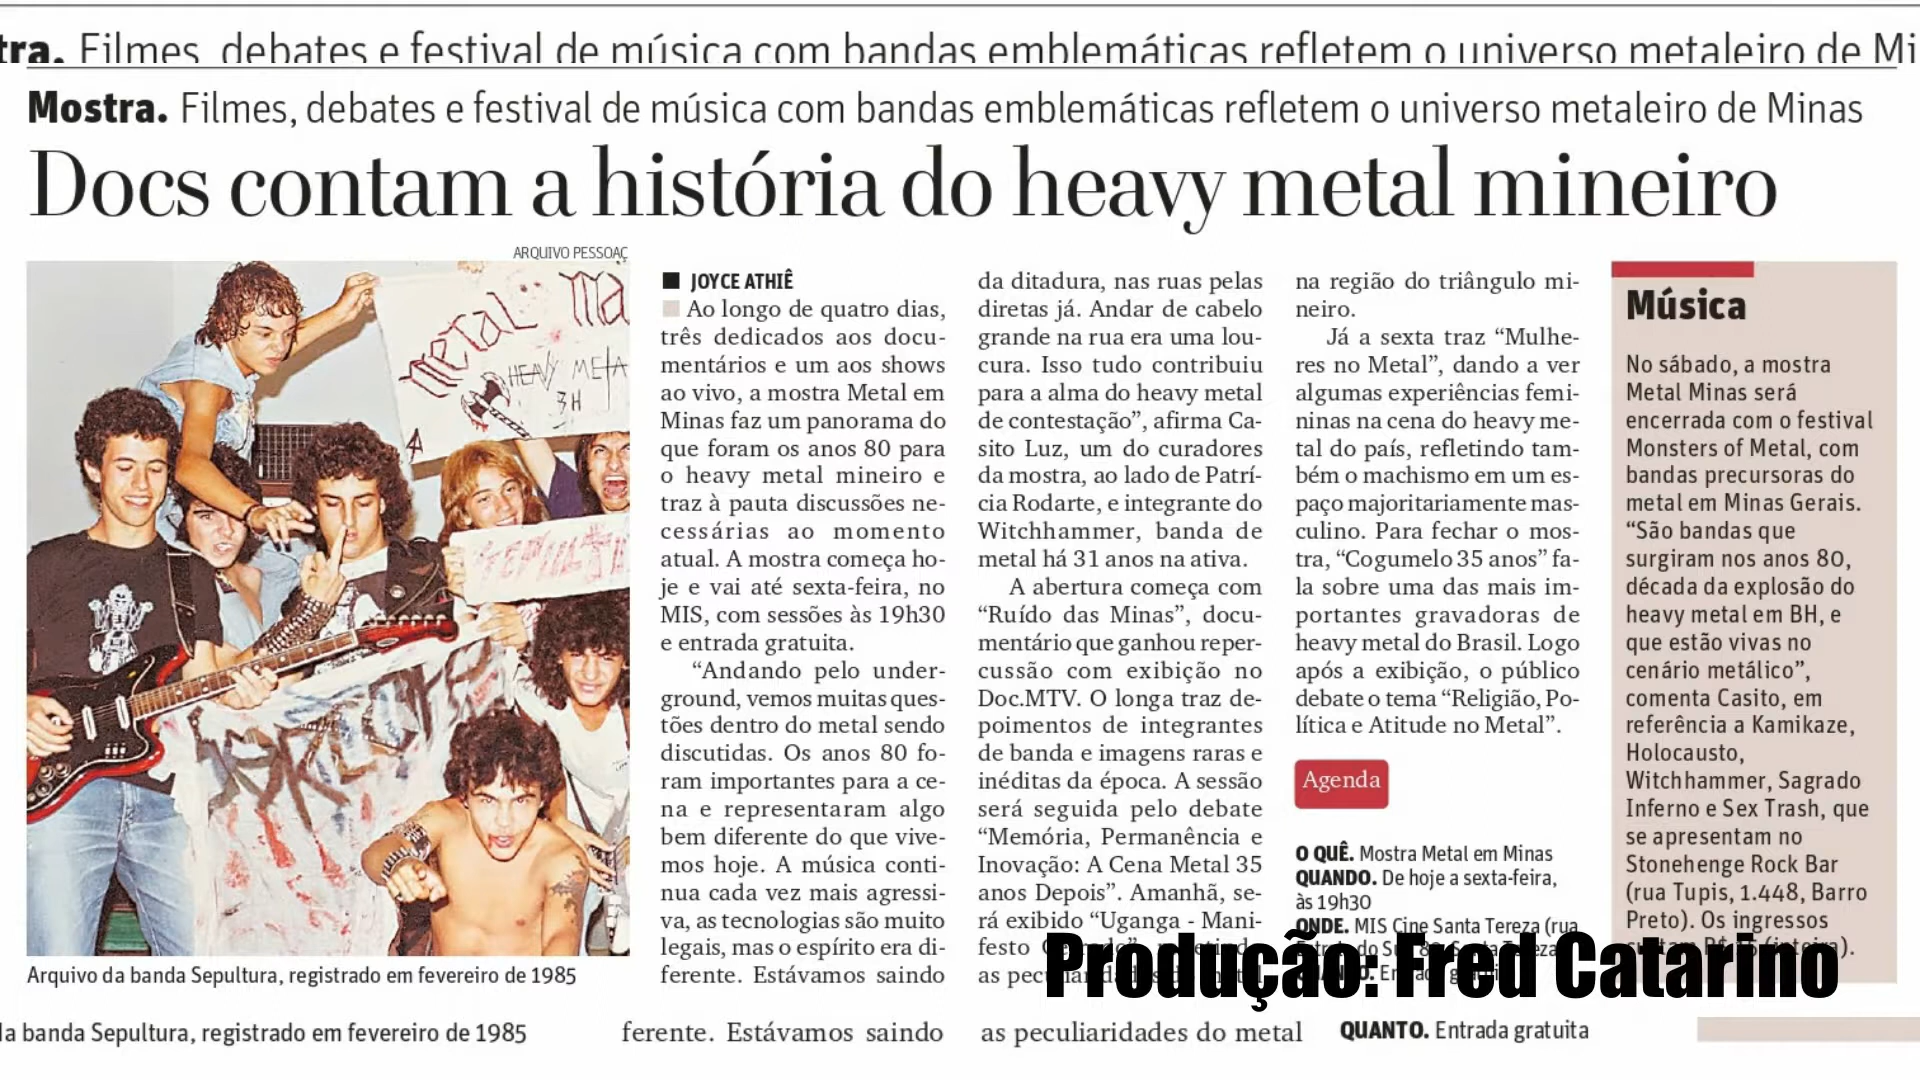 tra. Filmes, debates e festival de música com bandas emblemáticas refletem o universo metaleiro de Mi
Mostra. Filmes, debates e festival de música com bandas emblemáticas refletem o universo metaleiro de Minas
Docs contam a história do heavy metal mineiro
ARQUIVO PESSOAÇ
metal ma
HEAVY META
BH
Arquivo da banda Sepultura, registrado em fevereiro de 1985
JOYCE ATHIÊ
Ao longo de quatro dias,
três dedicados aos docu-
mentários e um aos shows
ao vivo, a mostra Metal em
Minas faz um panorama do
que foram os anos 80 para
o heavy metal mineiro e
traz à pauta discussões ne-
cessárias ao momento
atual. A mostra começa ho-
je e vai até sexta-feira, no
MIS, com sessões às 19h30
e entrada gratuita.
“Andando pelo under-
ground, vemos muitas ques-
tões dentro do metal sendo
discutidas. Os anos 80 fo-
ram importantes para a ce-
na e representaram algo
bem diferente do que vive-
mos hoje. A música conti-
nua cada vez mais agressi-
va, as tecnologias são muito
legais, mas o espírito era di-
ferente. Estávamos saindo
da ditadura, nas ruas pelas
diretas já. Andar de cabelo
grande na rua era uma lou-
cura. Isso tudo contribuiu
para a alma do heavy metal
de contestação”, afirma Ca-
sito Luz, um do curadores
da mostra, ao lado de Patrí-
cia Rodarte, e integrante do
Witchhammer, banda de
metal há 31 anos na ativa.
A abertura começa com
“Ruído das Minas”, docu-
mentário que ganhou reper-
cussão com exibição no
Doc.MTV. O longa traz de-
poimentos de integrantes
de banda e imagens raras e
inéditas da época. A sessão
será seguida pelo debate
“Memória, Permanência e
Inovação: A Cena Metal 35
anos Depois”. Amanhã, se-
rá exibido “Uganga - Mani-
festo
as
na região do triângulo mi-
neiro.
Já a sexta traz “Mulhe-
res no Metal”, dando a ver
algumas experiências femi-
ninas na cena do heavy me-
tal do país, refletindo tam-
bém o machismo em um es-
paço majoritariamente mas-
culino. Para fechar o mos-
tra, “Cogumelo 35 anos” fa-
la sobre uma das mais im-
portantes gravadoras de
heavy metal do Brasil. Logo
após a exibição, o público
debate o tema “Religião, Po-
lítica e Atitude no Metal”.
Agenda
O QUÊ. Mostra Metal em Minas
QUANDO. De hoje a sexta-feira,
às 19h30
ONDE. MIS Cine Santa Tereza (rua
Música
No sábado, a mostra
Metal Minas será
encerrada com o festival
Monsters of Metal, com
bandas precursoras do
metal em Minas Gerais.
“São bandas que
surgiram nos anos 80,
década da explosão do
heavy metal em BH, e
que estão vivas no
cenário metálico”,
comenta Casito, em
referência a Kamikaze,
Holocausto,
Witchhammer, Sagrado
Inferno e Sex Trash, que
se apresentam no
Stonehenge Rock Bar
(rua Tupis, 1.448, Barro
Preto). Os ingressos
Produção: Fred Catarino
la banda Sepultura, registrado em fevereiro de 1985
ferente. Estávamos saindo
as peculiaridades do metal
QUANTO. Entrada gratuita